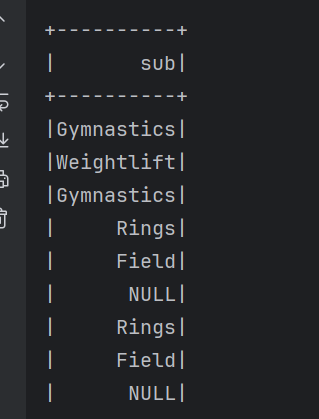 +----------+
|       sub|
+----------+
|Gymnastics|
|Weightlift|
|Gymnastics|
|     Rings|
|     Field|
|      NULL|
|     Rings|
|     Field|
|      NULL|